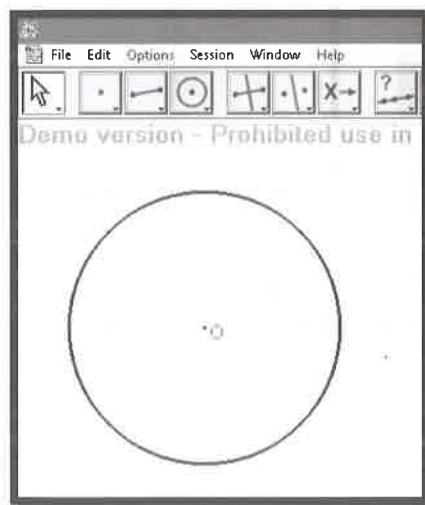 File Edit Options Session Window Help
X
?
Demo version - Prohibited use in
O